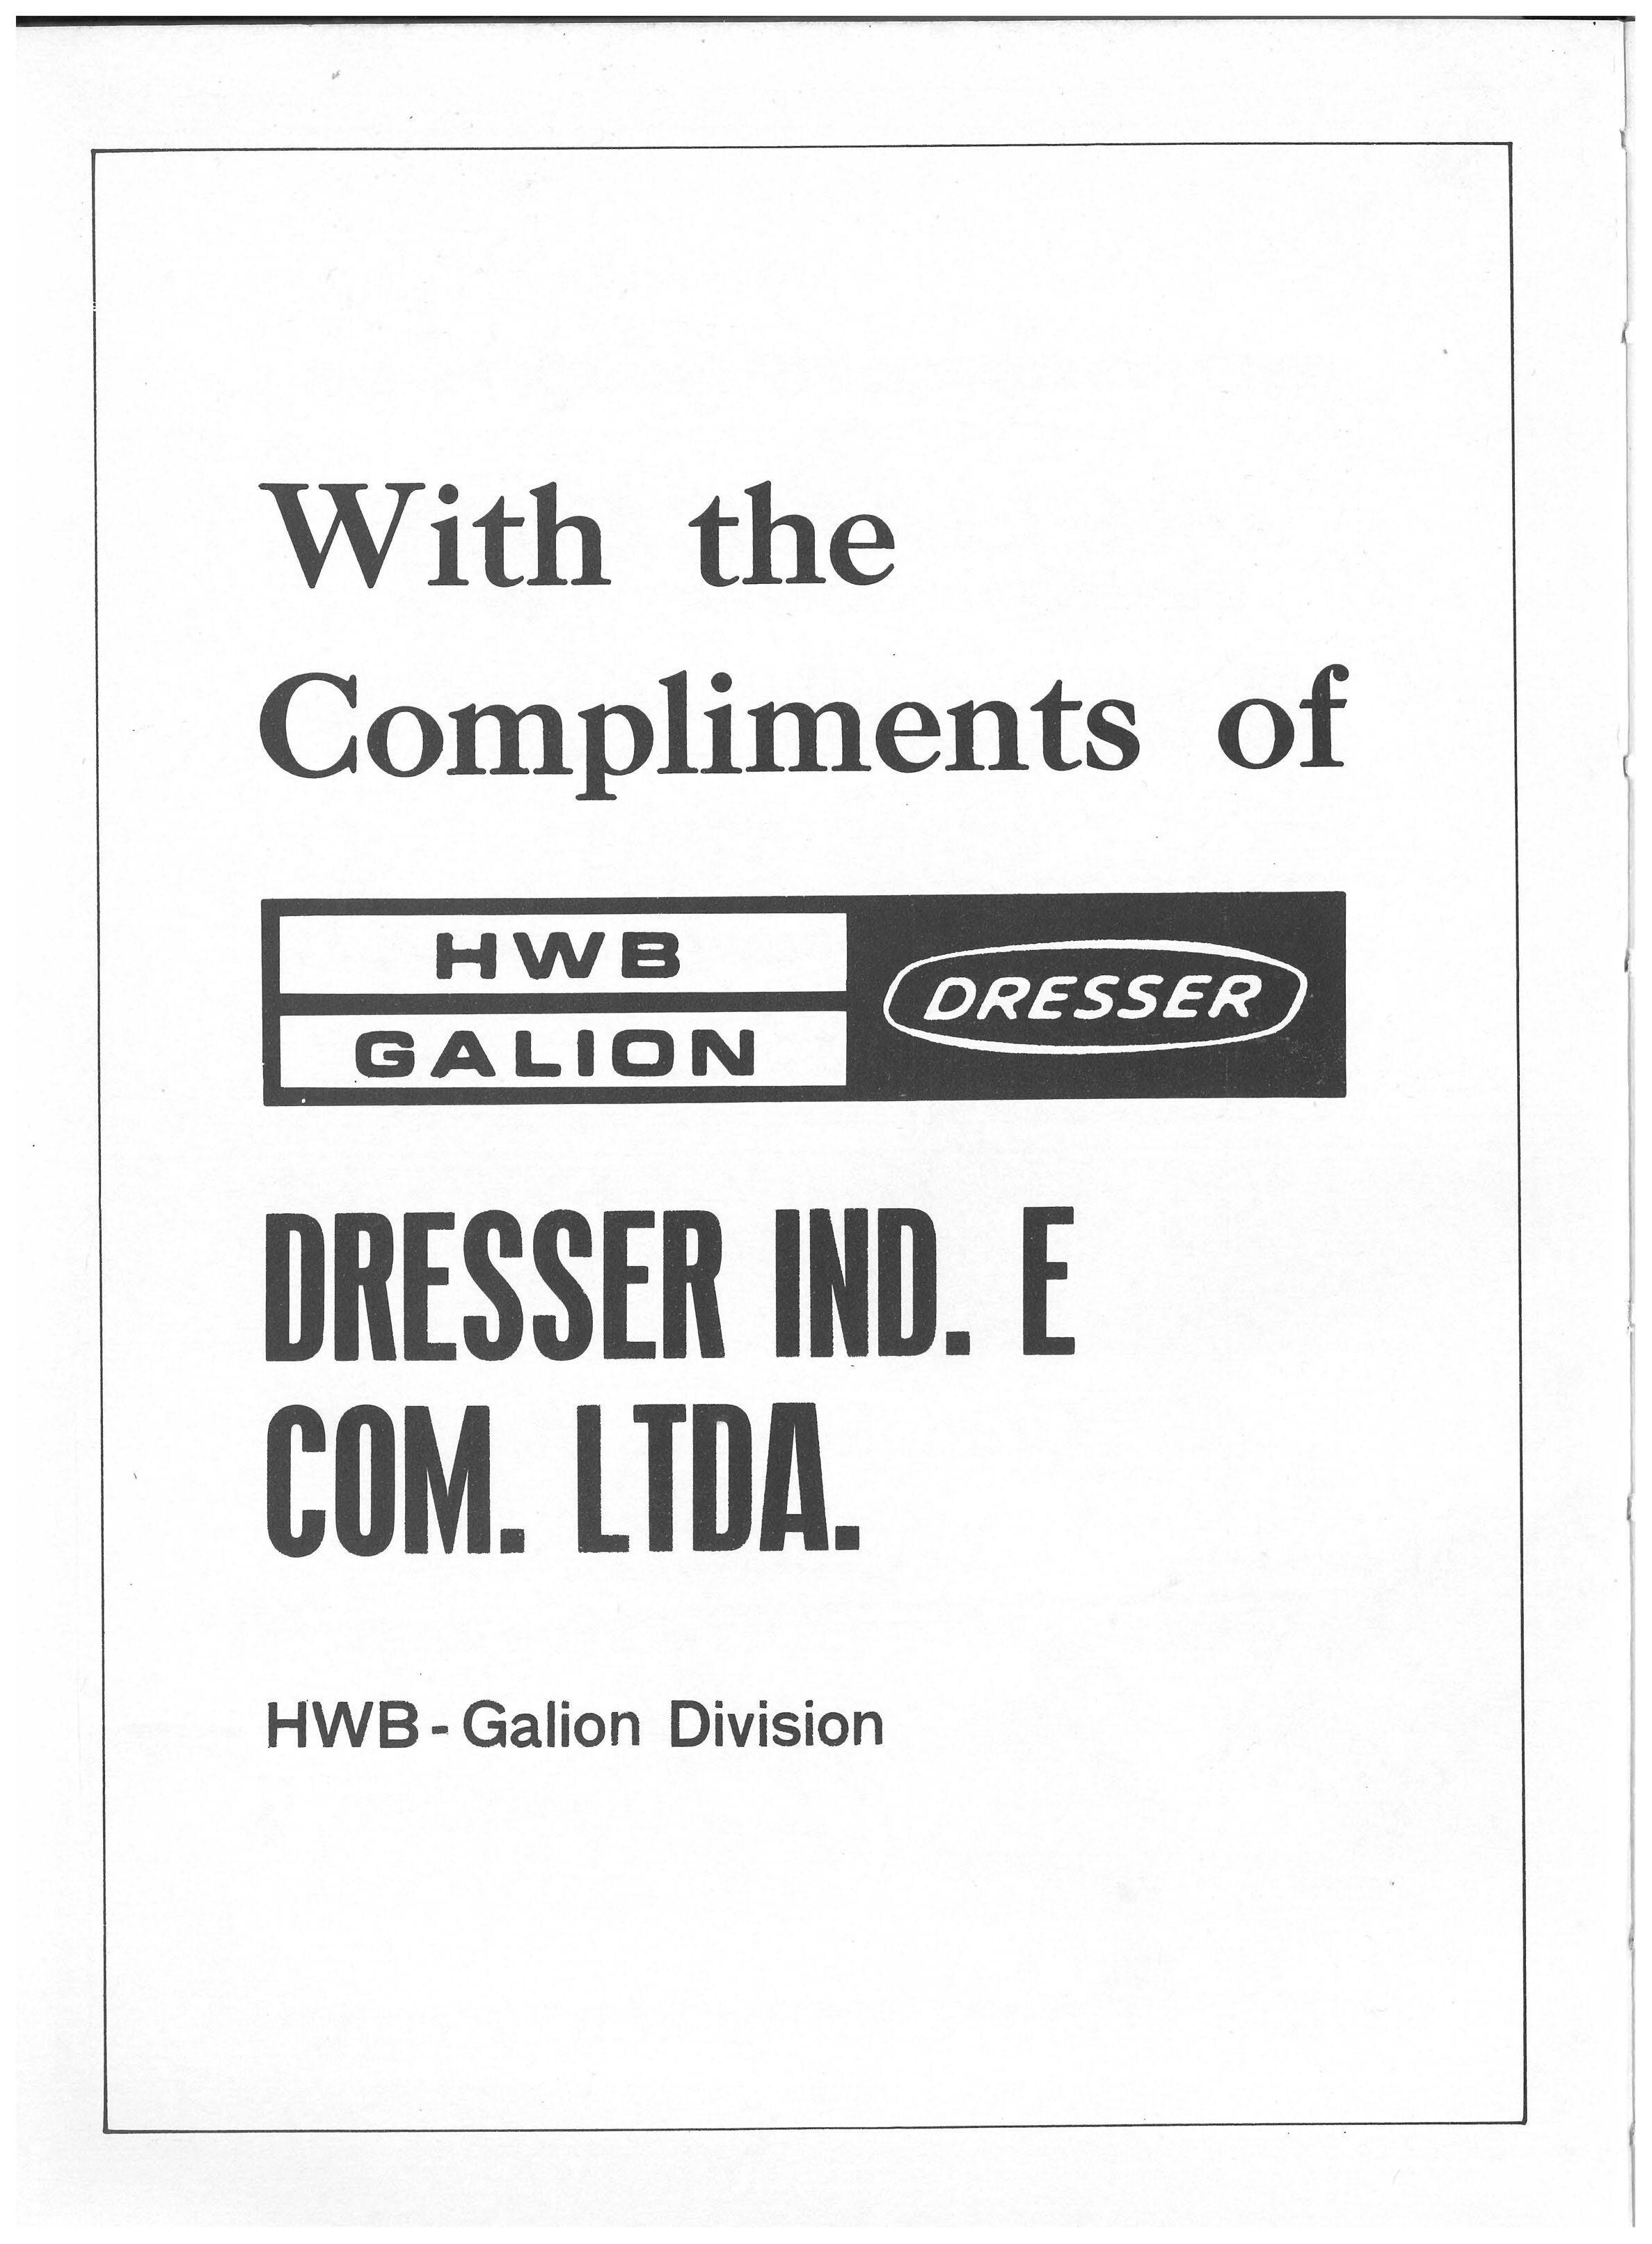 With the
Compliments of
HWB
GALION
DRESSER
DRESSER IND. E
COM. LTDA.
HWB - Galion Division